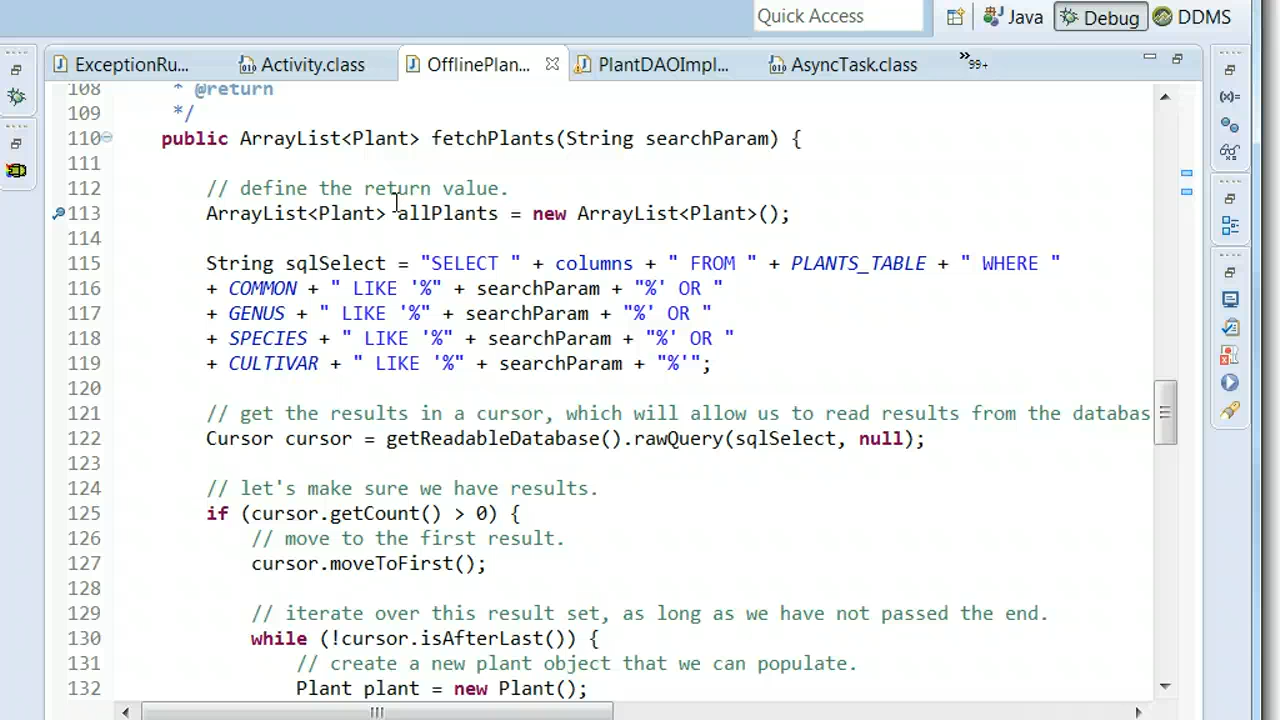 Quick Access
Java
Debug
DDMS
ExceptionRu...
Activity.class
OfflinePlan...
PlantDAOImpl...
AsyncTask.class
»99+
108 * @return
109 */
110 public ArrayList<Plant> fetchPlants(String searchParam) {
111
112 // define the return value.
113 ArrayList<Plant> allPlants = new ArrayList<Plant>();
114
115 String sqlSelect = "SELECT " + columns + " FROM " + PLANTS_TABLE + " WHERE "
116 + COMMON + " LIKE '%" + searchParam + "%' OR "
117 + GENUS + " LIKE '%" + searchParam + "%' OR "
118 + SPECIES + " LIKE '%" + searchParam + "%' OR "
119 + CULTIVAR + " LIKE '%" + searchParam + "%'";
120
121 // get the results in a cursor, which will allow us to read results from the databas
122 Cursor cursor = getReadableDatabase().rawQuery(sqlSelect, null);
123
124 // let's make sure we have results.
125 if (cursor.getCount() > 0) {
126 // move to the first result.
127 cursor.moveToFirst();
128
129 // iterate over this result set, as long as we have not passed the end.
130 while (!cursor.isAfterLast()) {
131 // create a new plant object that we can populate.
132 Plant plant = new Plant();